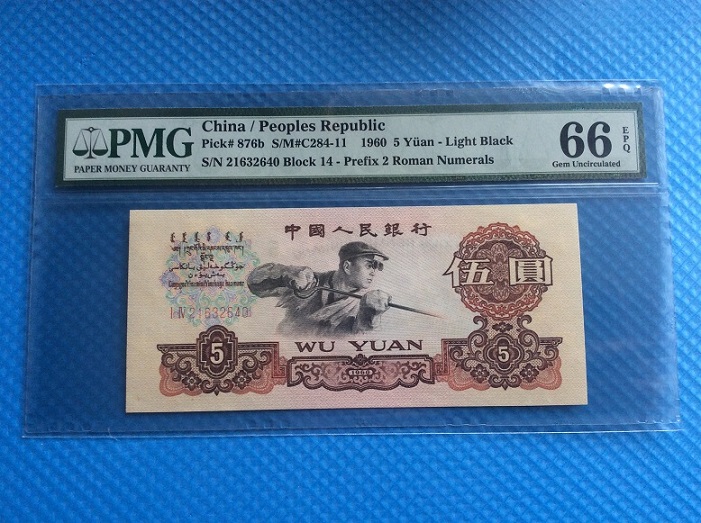 PMG
PAPER MONEY GUARANTY
China / Peoples Republic
Pick# 876b S/M#C284-11 1960 5 Yüan - Light Black
S/N 21632640 Block 14 - Prefix 2 Roman Numerals
66 EPQ
Gem Uncirculated
中國人民銀行
伍圓
I IV 21632640
WU YUAN
5
5
1960